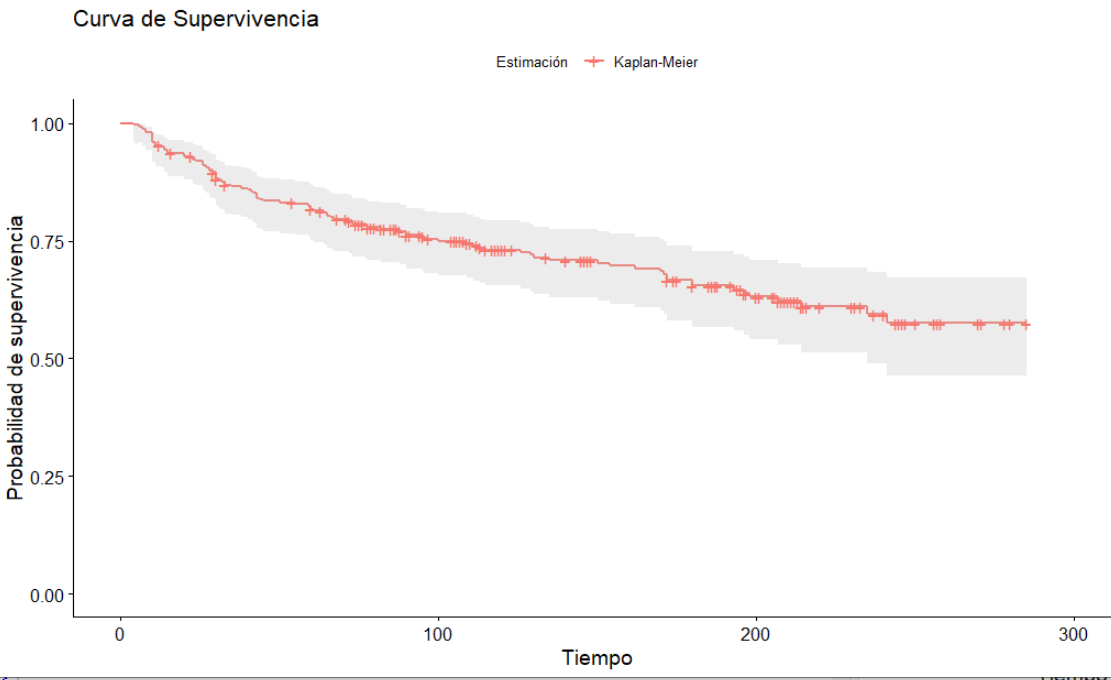 Curva de Supervivencia
Estimación Kaplan-Meier
Probabilidad de supervivencia
1.00
0.75
0.50
0.25
0.00
0 100 200 300
Tiempo